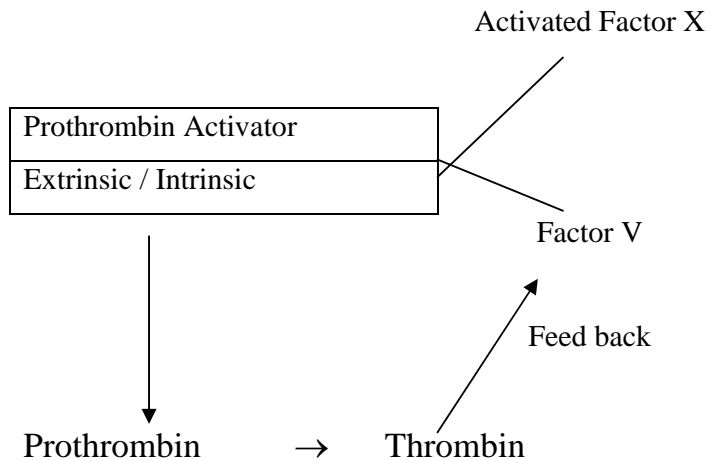 Activated Factor X
Prothrombin Activator
Extrinsic / Intrinsic
Factor V
Feed back
Prothrombin → Thrombin